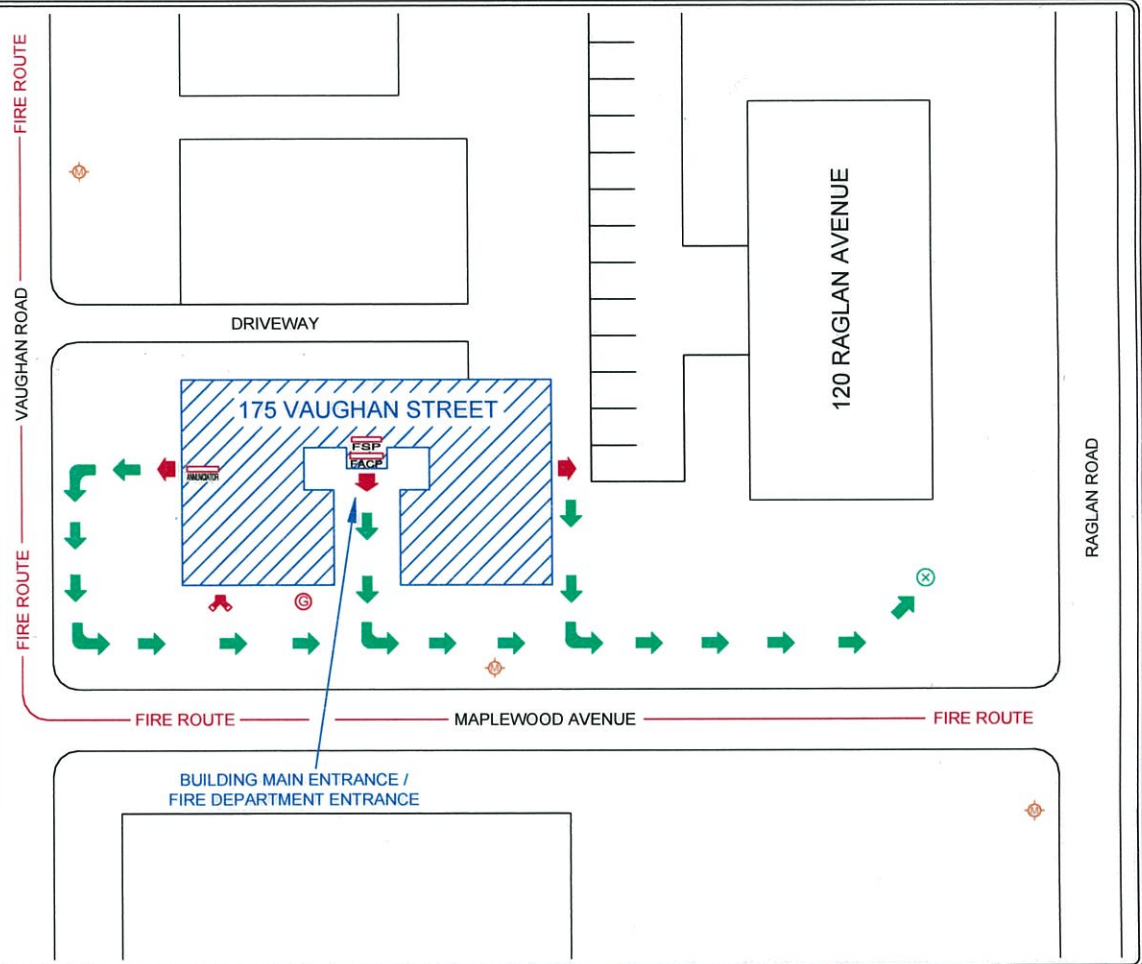 FIRE ROUTE
VAUGHAN ROAD
FIRE ROUTE
M
DRIVEWAY
175 VAUGHAN STREET
FSP
FACP
ANNUNCIATOR
G
M
120 RAGLAN AVENUE
RAGLAN ROAD
X
FIRE ROUTE
MAPLEWOOD AVENUE
FIRE ROUTE
BUILDING MAIN ENTRANCE /
FIRE DEPARTMENT ENTRANCE
M